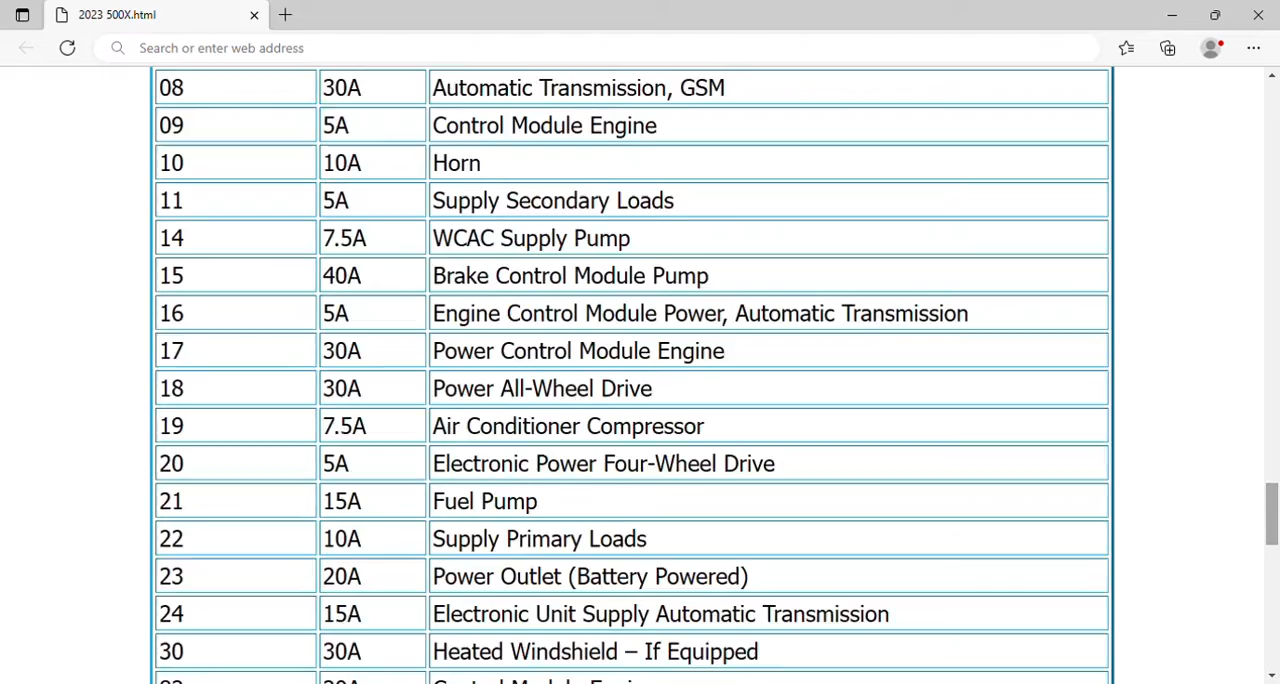 2023 500X.html
Search or enter web address
08 30A Automatic Transmission, GSM
09 5A Control Module Engine
10 10A Horn
11 5A Supply Secondary Loads
14 7.5A WCAC Supply Pump
15 40A Brake Control Module Pump
16 5A Engine Control Module Power, Automatic Transmission
17 30A Power Control Module Engine
18 30A Power All-Wheel Drive
19 7.5A Air Conditioner Compressor
20 5A Electronic Power Four-Wheel Drive
21 15A Fuel Pump
22 10A Supply Primary Loads
23 20A Power Outlet (Battery Powered)
24 15A Electronic Unit Supply Automatic Transmission
30 30A Heated Windshield – If Equipped